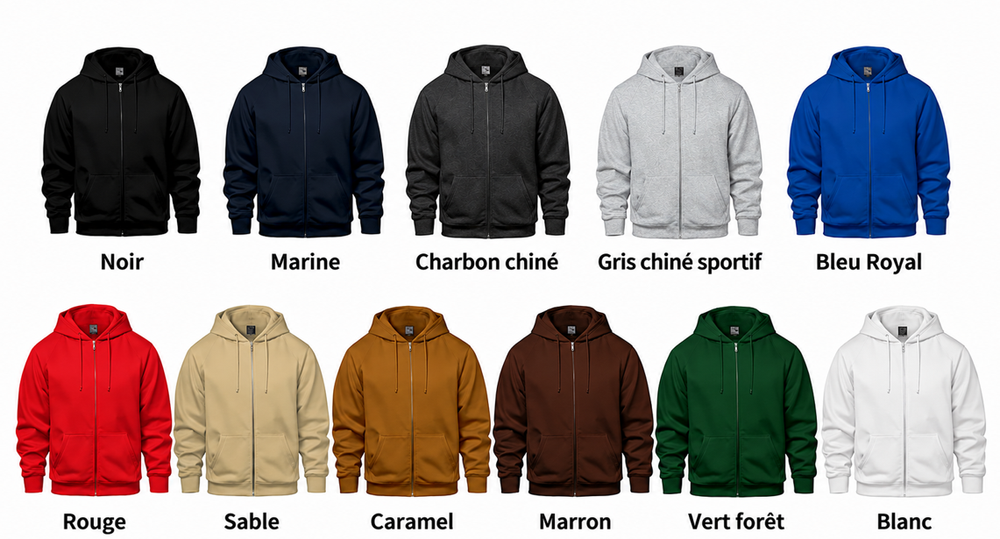 Noir
Marine
Charbon chiné
Gris chiné sportif
Bleu Royal
Rouge
Sable
Caramel
Marron
Vert forêt
Blanc